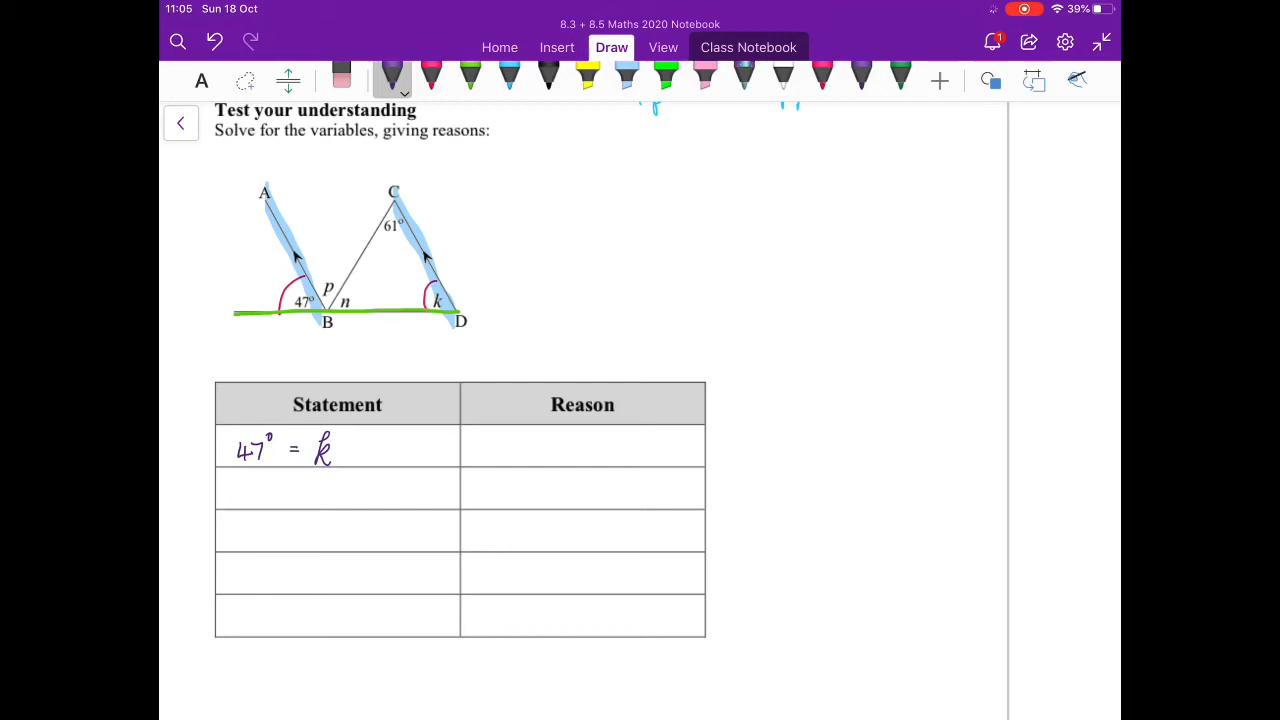 11:05 Sun 18 Oct
39%
8.3 + 8.5 Maths 2020 Notebook
Home Insert Draw View Class Notebook
1
A
Test your understanding
Solve for the variables, giving reasons:
A C
61°
p
47° n k
B D
Statement Reason
47° = k